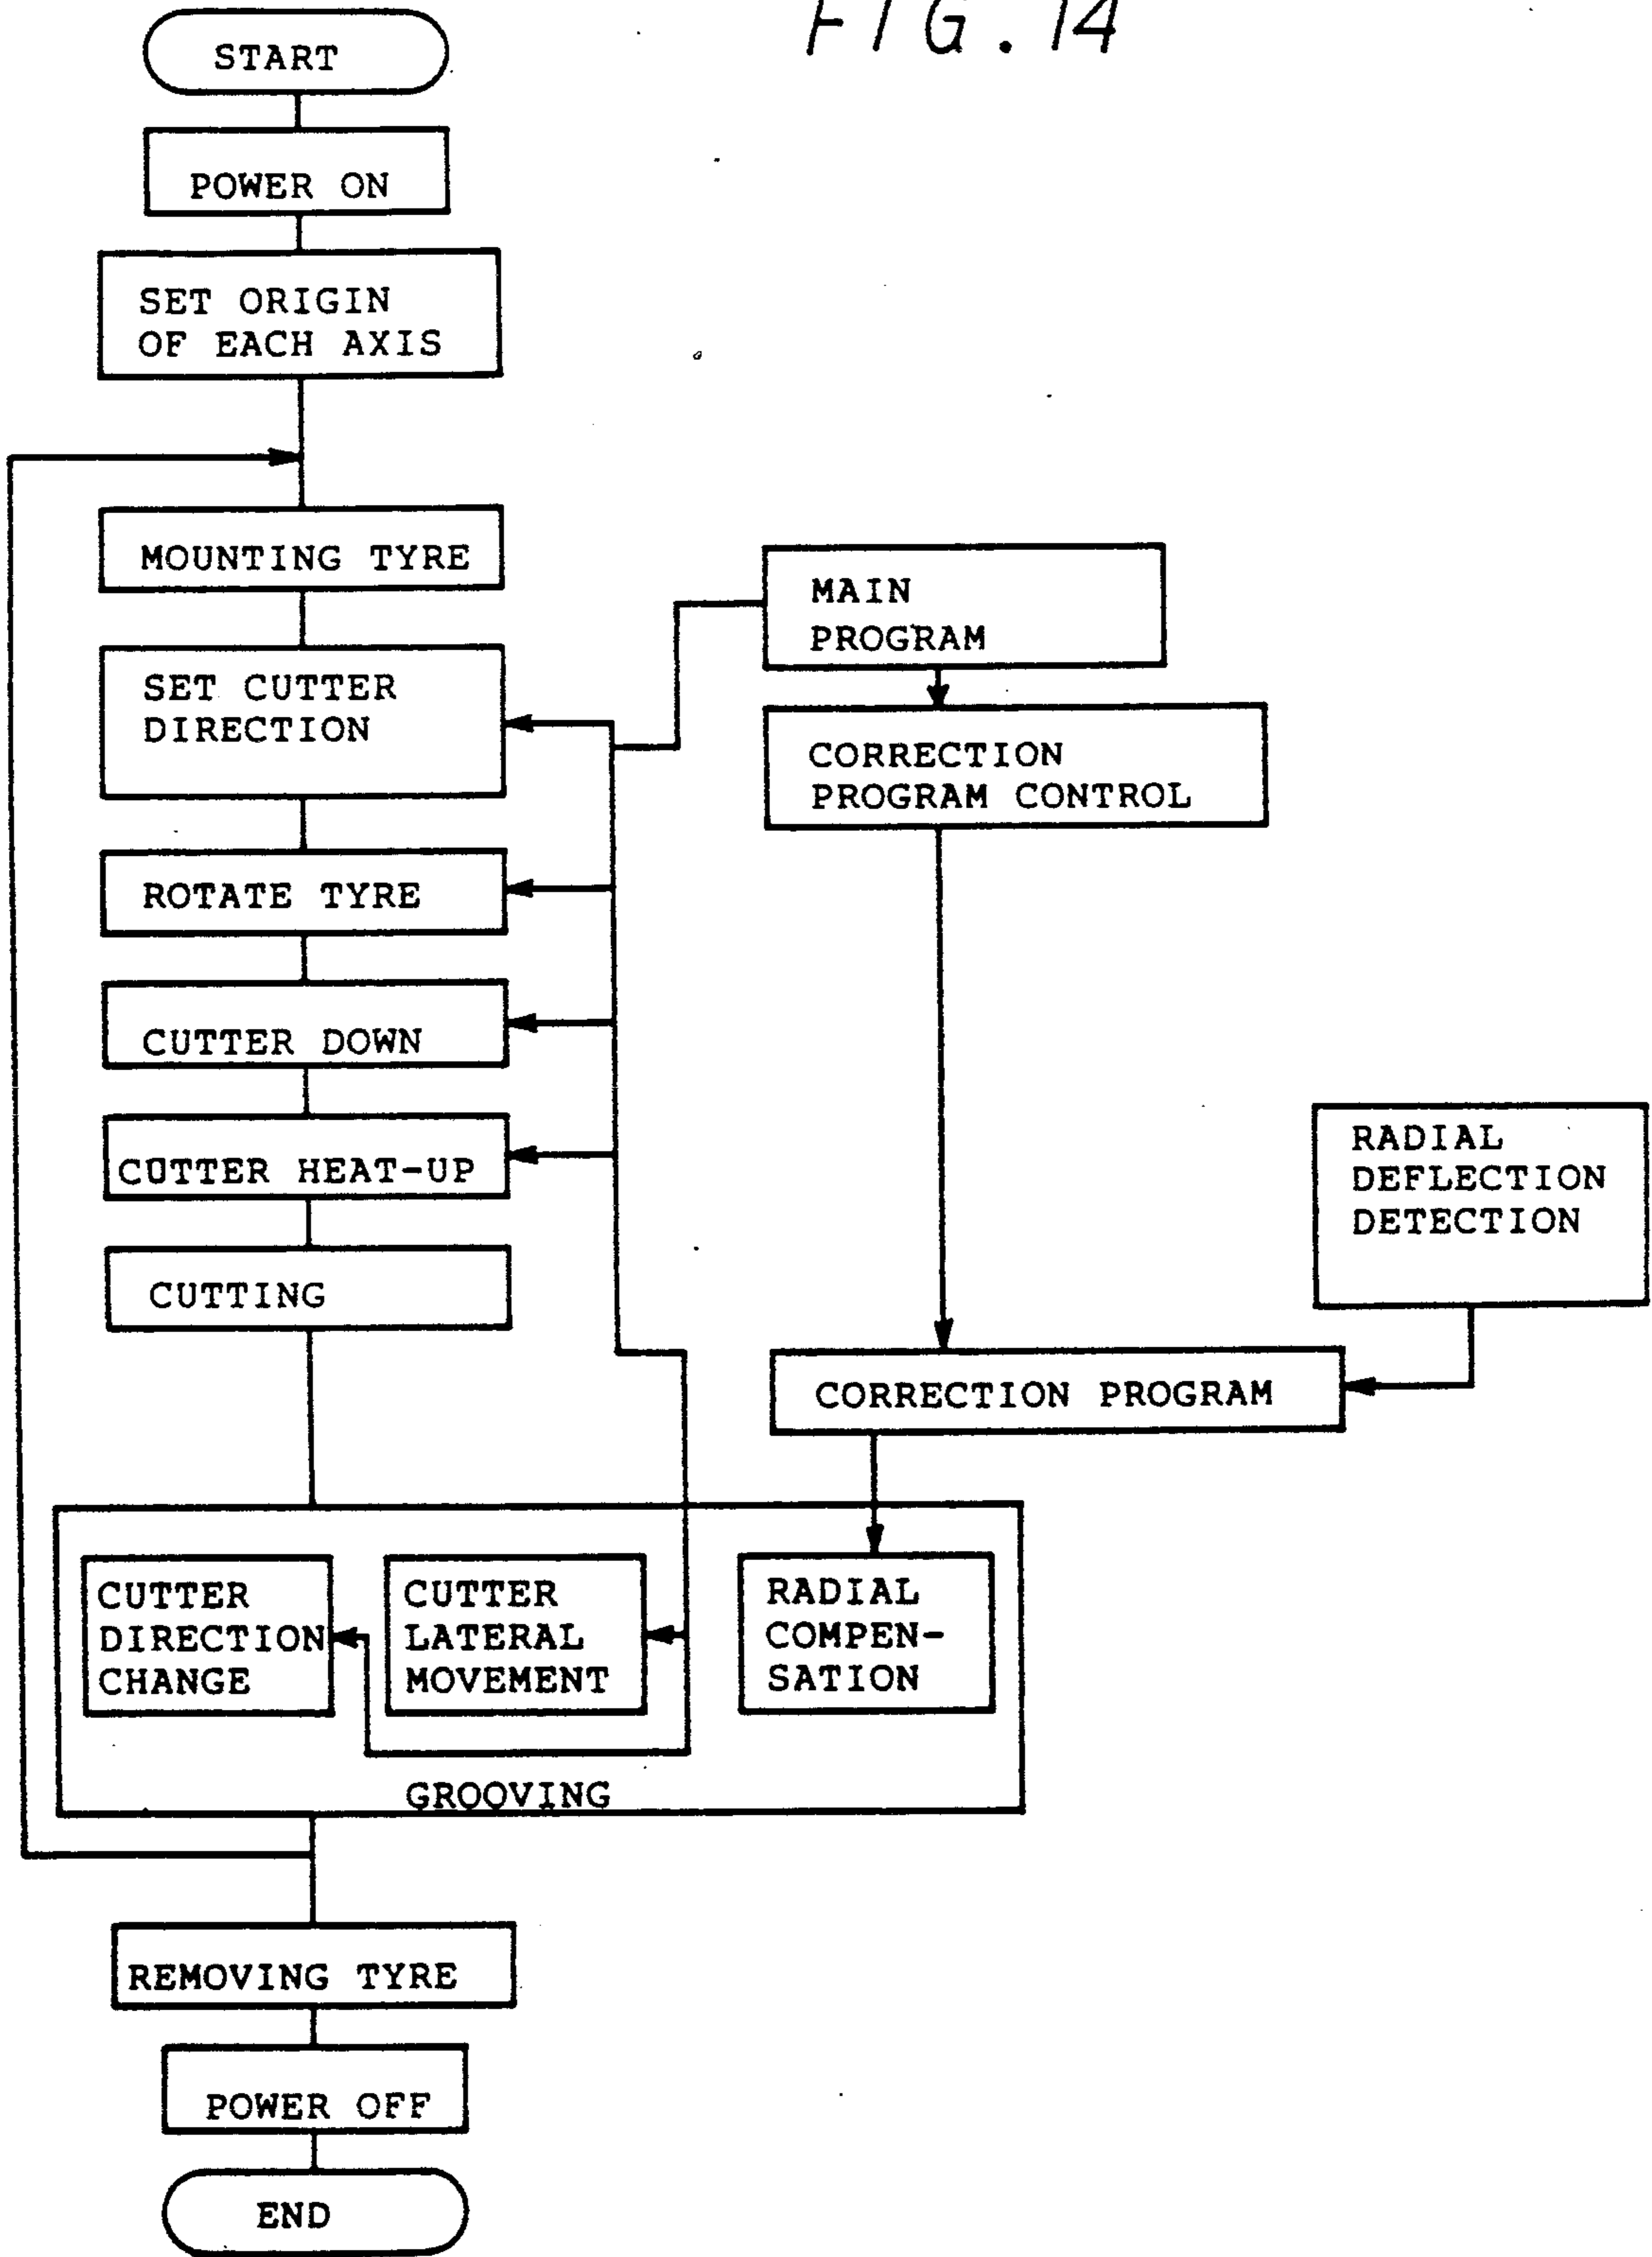 FIG. 14
START
POWER ON
SET ORIGIN
OF EACH AXIS
MOUNTING TYRE
SET CUTTER
DIRECTION
ROTATE TYRE
CUTTER DOWN
CUTTER HEAT-UP
CUTTING
MAIN
PROGRAM
CORRECTION
PROGRAM CONTROL
RADIAL
DEFLECTION
DETECTION
CORRECTION PROGRAM
CUTTER
DIRECTION
CHANGE
CUTTER
LATERAL
MOVEMENT
RADIAL
COMPEN-
SATION
GROOVING
REMOVING TYRE
POWER OFF
END